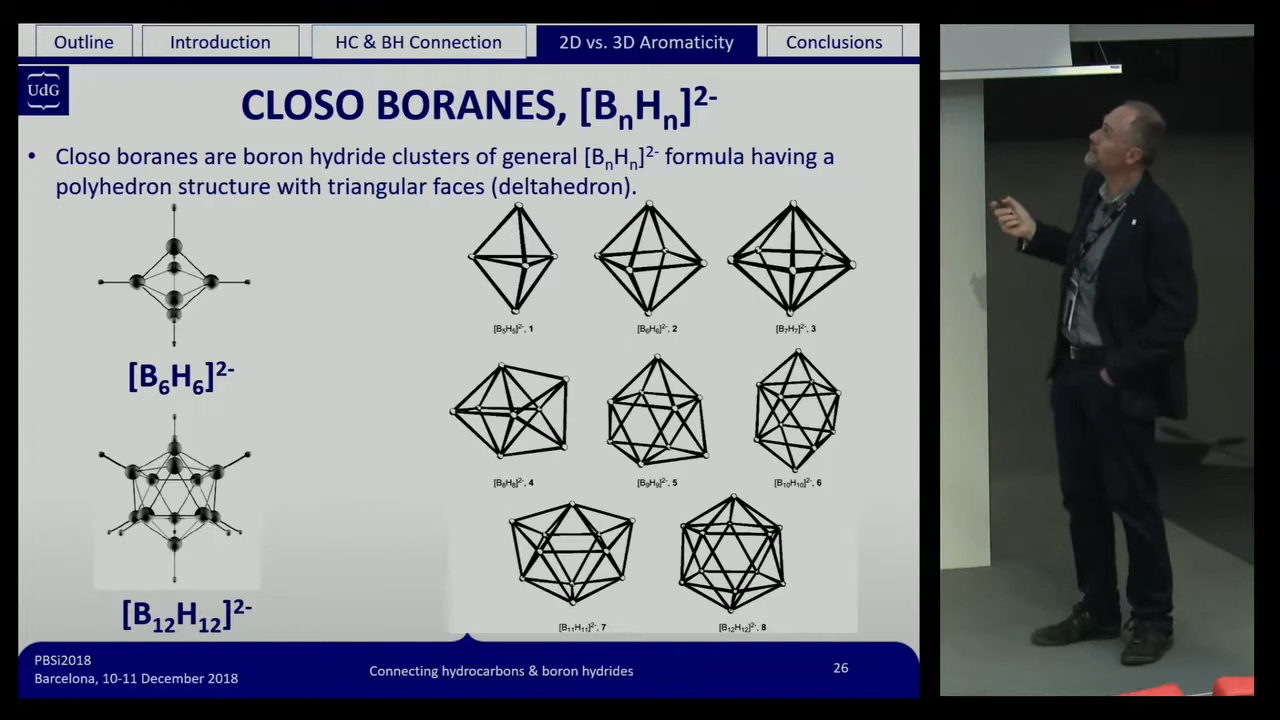 Outline
Introduction
HC & BH Connection
2D vs. 3D Aromaticity
Conclusions
UdG
CLOSO BORANES, [BnHn]2-
• Closo boranes are boron hydride clusters of general [BnHn]2- formula having a
polyhedron structure with triangular faces (deltahedron).
[B5H5]2-, 1
[B6H6]2-, 2
[B7H7]2-, 3
[B6H6]2-
[B8H8]2-, 4
[B9H9]2-, 5
[B10H10]2-, 6
[B12H12]2-
[B11H11]2-, 7
[B12H12]2-, 8
PBSi2018
Barcelona, 10-11 December 2018
Connecting hydrocarbons & boron hydrides
26